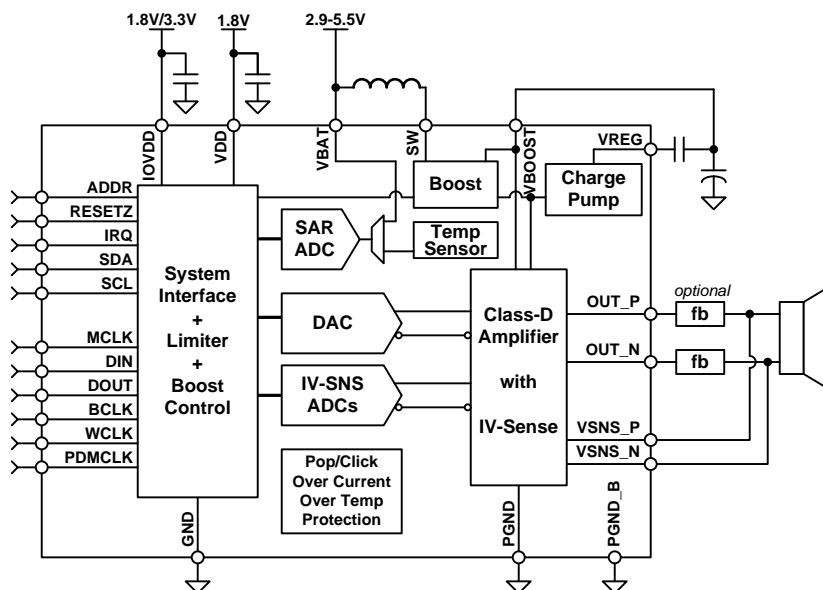 1.8V/3.3V
1.8V
2.9-5.5V
IOVDD
VDD
VBAT
SW
VBOOST
VREG
ADDR
RESETZ
IRQ
SDA
SCL
MCLK
DIN
DOUT
BCLK
WCLK
PDMCLK
System
Interface
+
Limiter
+
Boost
Control
Boost
Charge
Pump
SAR
ADC
Temp
Sensor
DAC
IV-SNS
ADCs
Class-D
Amplifier
with
IV-Sense
optional
OUT_P
fb
OUT_N
fb
VSNS_P
VSNS_N
Pop/Click
Over Current
Over Temp
Protection
GND
PGND
PGND_B